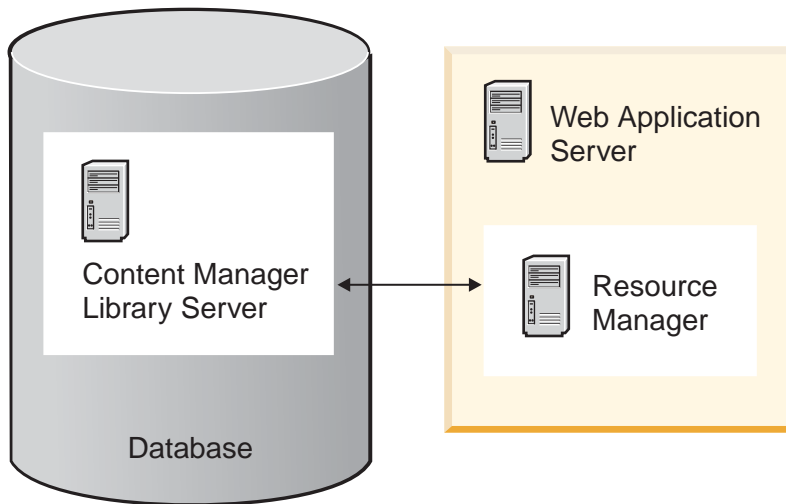 Content Manager
Library Server
Database
Web Application
Server
Resource
Manager